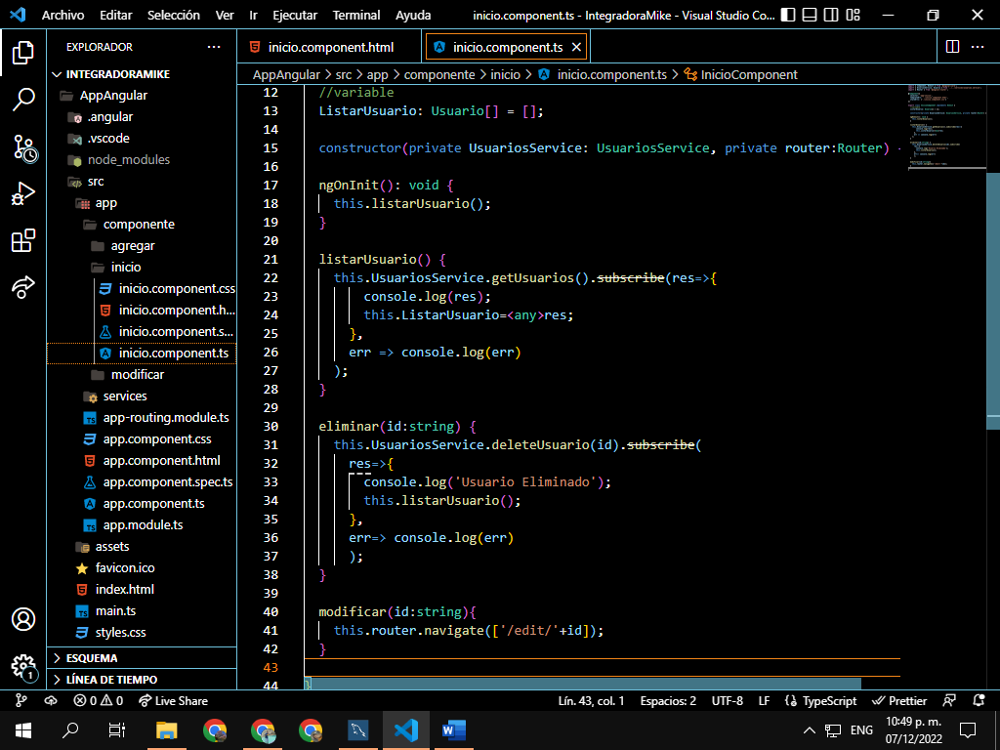 Archivo Editar Selección Ver Ir Ejecutar Terminal Ayuda inicio.component.ts - IntegradoraMike - Visual Studio Co...
EXPLORADOR ...
INTEGRADORAMIKE
AppAngular
.angular
.vscode
node_modules
src
app
componente
agregar
inicio
inicio.component.css
inicio.component.h...
inicio.component.s...
inicio.component.ts
modificar
services
app-routing.module.ts
app.component.css
app.component.html
app.component.spec.ts
app.component.ts
app.module.ts
assets
favicon.ico
index.html
main.ts
styles.css
ESQUEMA
LÍNEA DE TIEMPO
inicio.component.html inicio.component.ts
AppAngular > src > app > componente > inicio > inicio.component.ts > InicioComponent
12 //variable
13 ListarUsuario: Usuario[] = [];
14
15 constructor(private UsuariosService: UsuariosService, private router:Router)
16
17 ngOnInit(): void {
18 this.listarUsuario();
19 }
20
21 listarUsuario() {
22 this.UsuariosService.getUsuarios().subscribe(res=>{
23 console.log(res);
24 this.ListarUsuario=<any>res;
25 },
26 err => console.log(err)
27 );
28 }
29
30 eliminar(id:string) {
31 this.UsuariosService.deleteUsuario(id).subscribe(
32 res=>{
33 console.log('Usuario Eliminado');
34 this.listarUsuario();
35 },
36 err=> console.log(err)
37 );
38 }
39
40 modificar(id:string){
41 this.router.navigate(['/edit/'+id]);
42 }
43
44 }
0 0 Live Share Lín. 43, col. 1 Espacios: 2 UTF-8 LF {} TypeScript Prettier
ENG 10:49 p. m.
07/12/2022